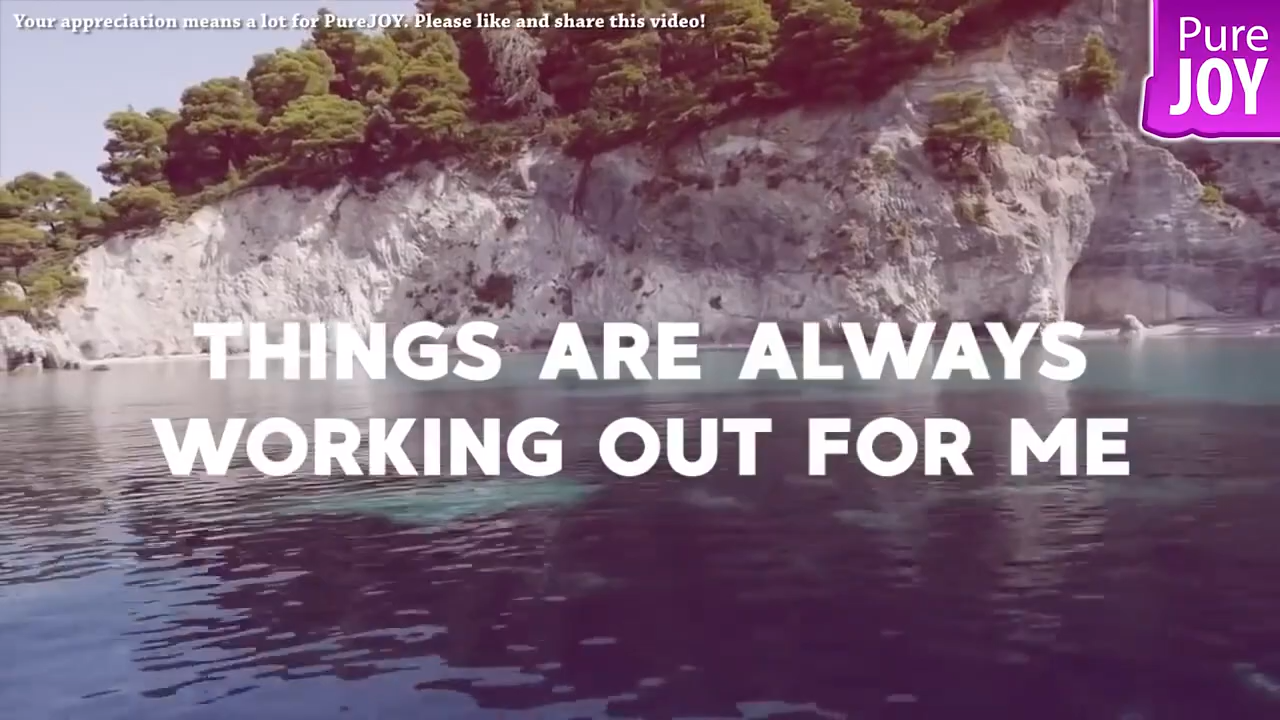 Your appreciation means a lot for PureJOY. Please like and share this video!
Pure
JOY
THINGS ARE ALWAYS
WORKING OUT FOR ME